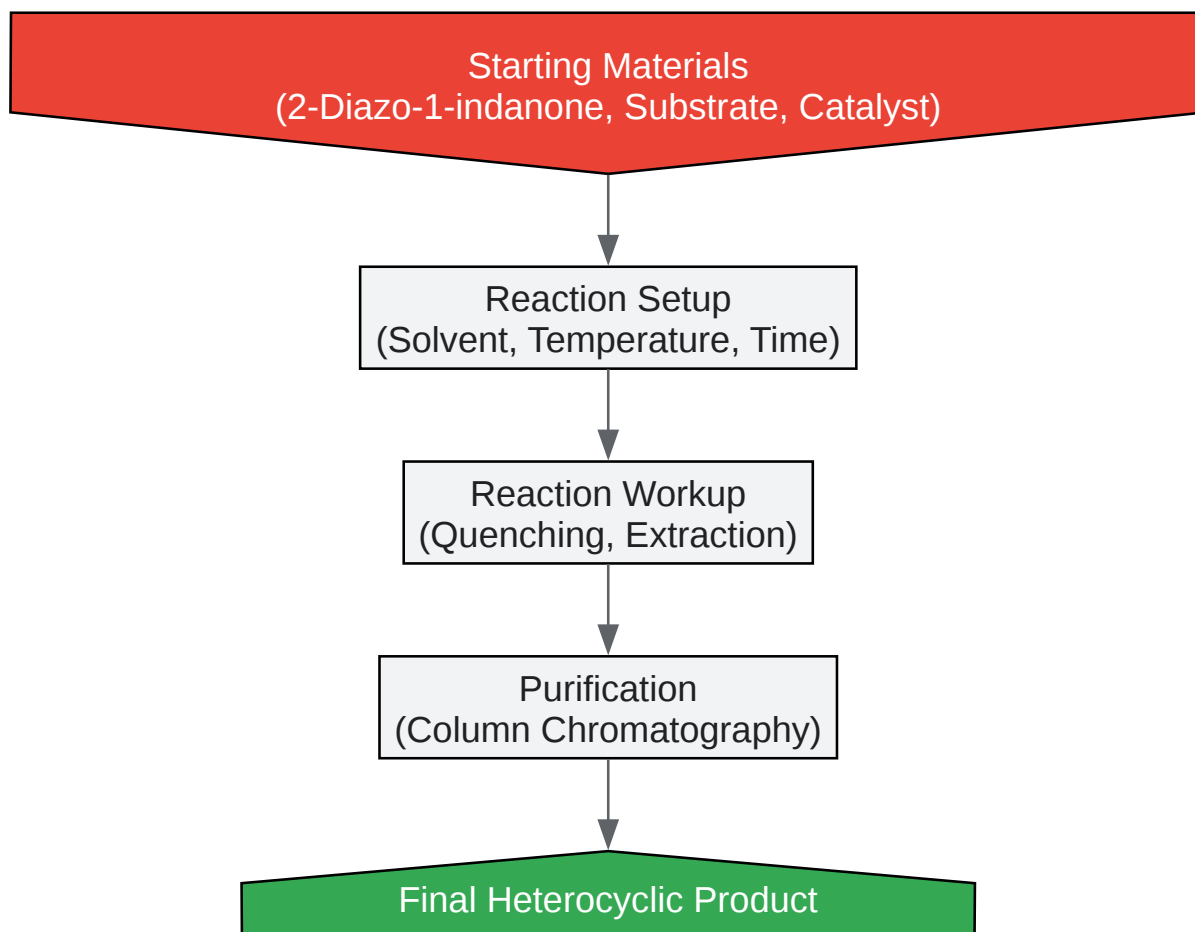 Starting Materials
(2-Diazo-1-indanone, Substrate, Catalyst)
Reaction Setup
(Solvent, Temperature, Time)
Reaction Workup
(Quenching, Extraction)
Purification
(Column Chromatography)
Final Heterocyclic Product